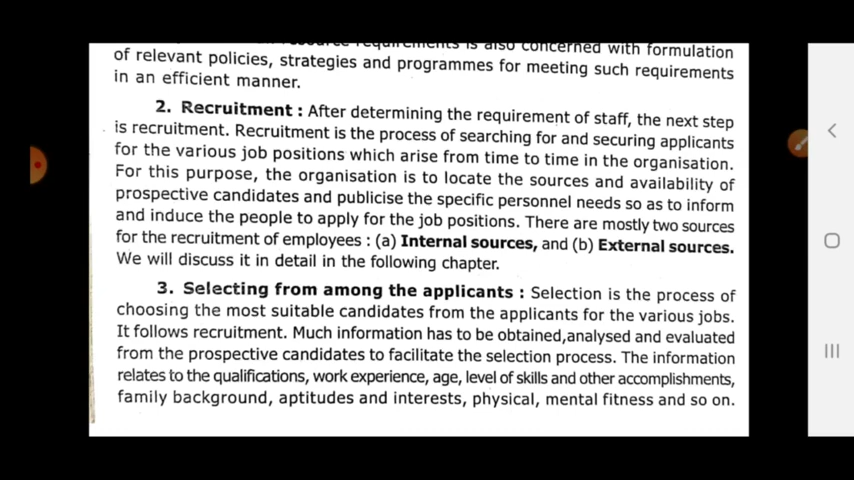 requirements is also concerned with formulation
of relevant policies, strategies and programmes for meeting such requirements
in an efficient manner.
2. Recruitment : After determining the requirement of staff, the next step
is recruitment. Recruitment is the process of searching for and securing applicants
for the various job positions which arise from time to time in the organisation.
For this purpose, the organisation is to locate the sources and availability of
prospective candidates and publicise the specific personnel needs so as to inform
and induce the people to apply for the job positions. There are mostly two sources
for the recruitment of employees : (a) Internal sources, and (b) External sources.
We will discuss it in detail in the following chapter.
3. Selecting from among the applicants : Selection is the process of
choosing the most suitable candidates from the applicants for the various jobs.
It follows recruitment. Much information has to be obtained,analysed and evaluated
from the prospective candidates to facilitate the selection process. The information
relates to the qualifications, work experience, age, level of skills and other accomplishments,
family background, aptitudes and interests, physical, mental fitness and so on.